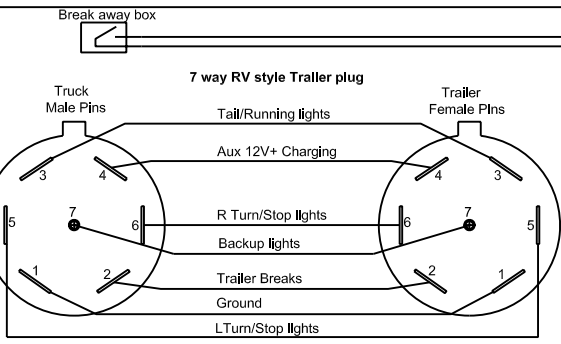 Break away box
7 way RV style Traller plug
Truck
Male Pins
Trailer
Female PIns
Tail/Running lights
3
4
4
3
Aux 12V+ Charging
5
7
6
R Turn/Stop lIghts
6
7
5
Backup lights
1
2
Trailer Breaks
2
1
Ground
LTurn/Stop lIghts